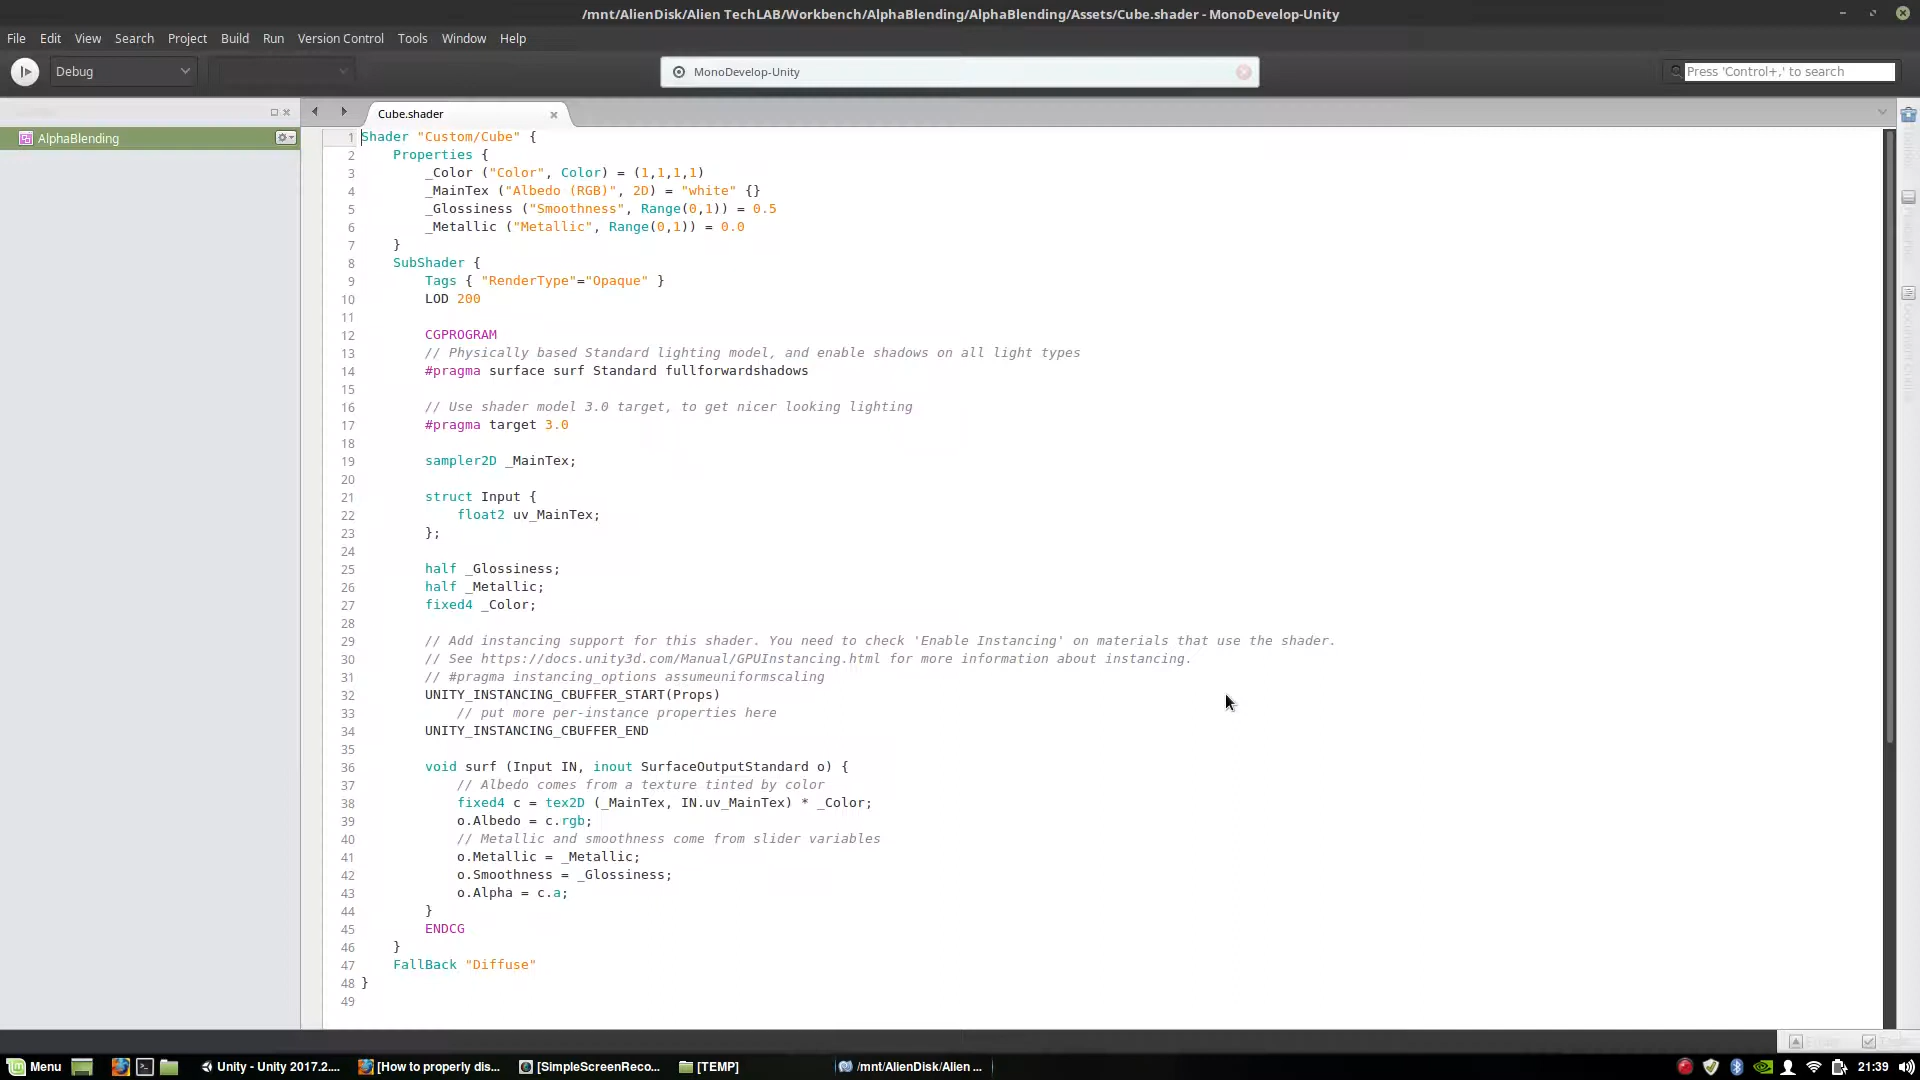 /mnt/AlienDisk/Alien TechLAB/Workbench/AlphaBlending/AlphaBlending/Assets/Cube.shader - MonoDevelop-Unity
File Edit View Search Project Build Run Version Control Tools Window Help
Debug
MonoDevelop-Unity
Press 'Control+,' to search
AlphaBlending
Cube.shader
1 Shader "Custom/Cube" {
2 Properties {
3 _Color ("Color", Color) = (1,1,1,1)
4 _MainTex ("Albedo (RGB)", 2D) = "white" {}
5 _Glossiness ("Smoothness", Range(0,1)) = 0.5
6 _Metallic ("Metallic", Range(0,1)) = 0.0
7 }
8 SubShader {
9 Tags { "RenderType"="Opaque" }
10 LOD 200
11
12 CGPROGRAM
13 // Physically based Standard lighting model, and enable shadows on all light types
14 #pragma surface surf Standard fullforwardshadows
15
16 // Use shader model 3.0 target, to get nicer looking lighting
17 #pragma target 3.0
18
19 sampler2D _MainTex;
20
21 struct Input {
22 float2 uv_MainTex;
23 };
24
25 half _Glossiness;
26 half _Metallic;
27 fixed4 _Color;
28
29 // Add instancing support for this shader. You need to check 'Enable Instancing' on materials that use the shader.
30 // See https://docs.unity3d.com/Manual/GPUInstancing.html for more information about instancing.
31 // #pragma instancing_options assumeuniformscaling
32 UNITY_INSTANCING_CBUFFER_START(Props)
33 // put more per-instance properties here
34 UNITY_INSTANCING_CBUFFER_END
35
36 void surf (Input IN, inout SurfaceOutputStandard o) {
37 // Albedo comes from a texture tinted by color
38 fixed4 c = tex2D (_MainTex, IN.uv_MainTex) * _Color;
39 o.Albedo = c.rgb;
40 // Metallic and smoothness come from slider variables
41 o.Metallic = _Metallic;
42 o.Smoothness = _Glossiness;
43 o.Alpha = c.a;
44 }
45 ENDCG
46 }
47 FallBack "Diffuse"
48 }
49
Menu Unity - Unity 2017.2.... [How to properly dis... [SimpleScreenReco... [TEMP] /mnt/AlienDisk/Alien ... 21:39